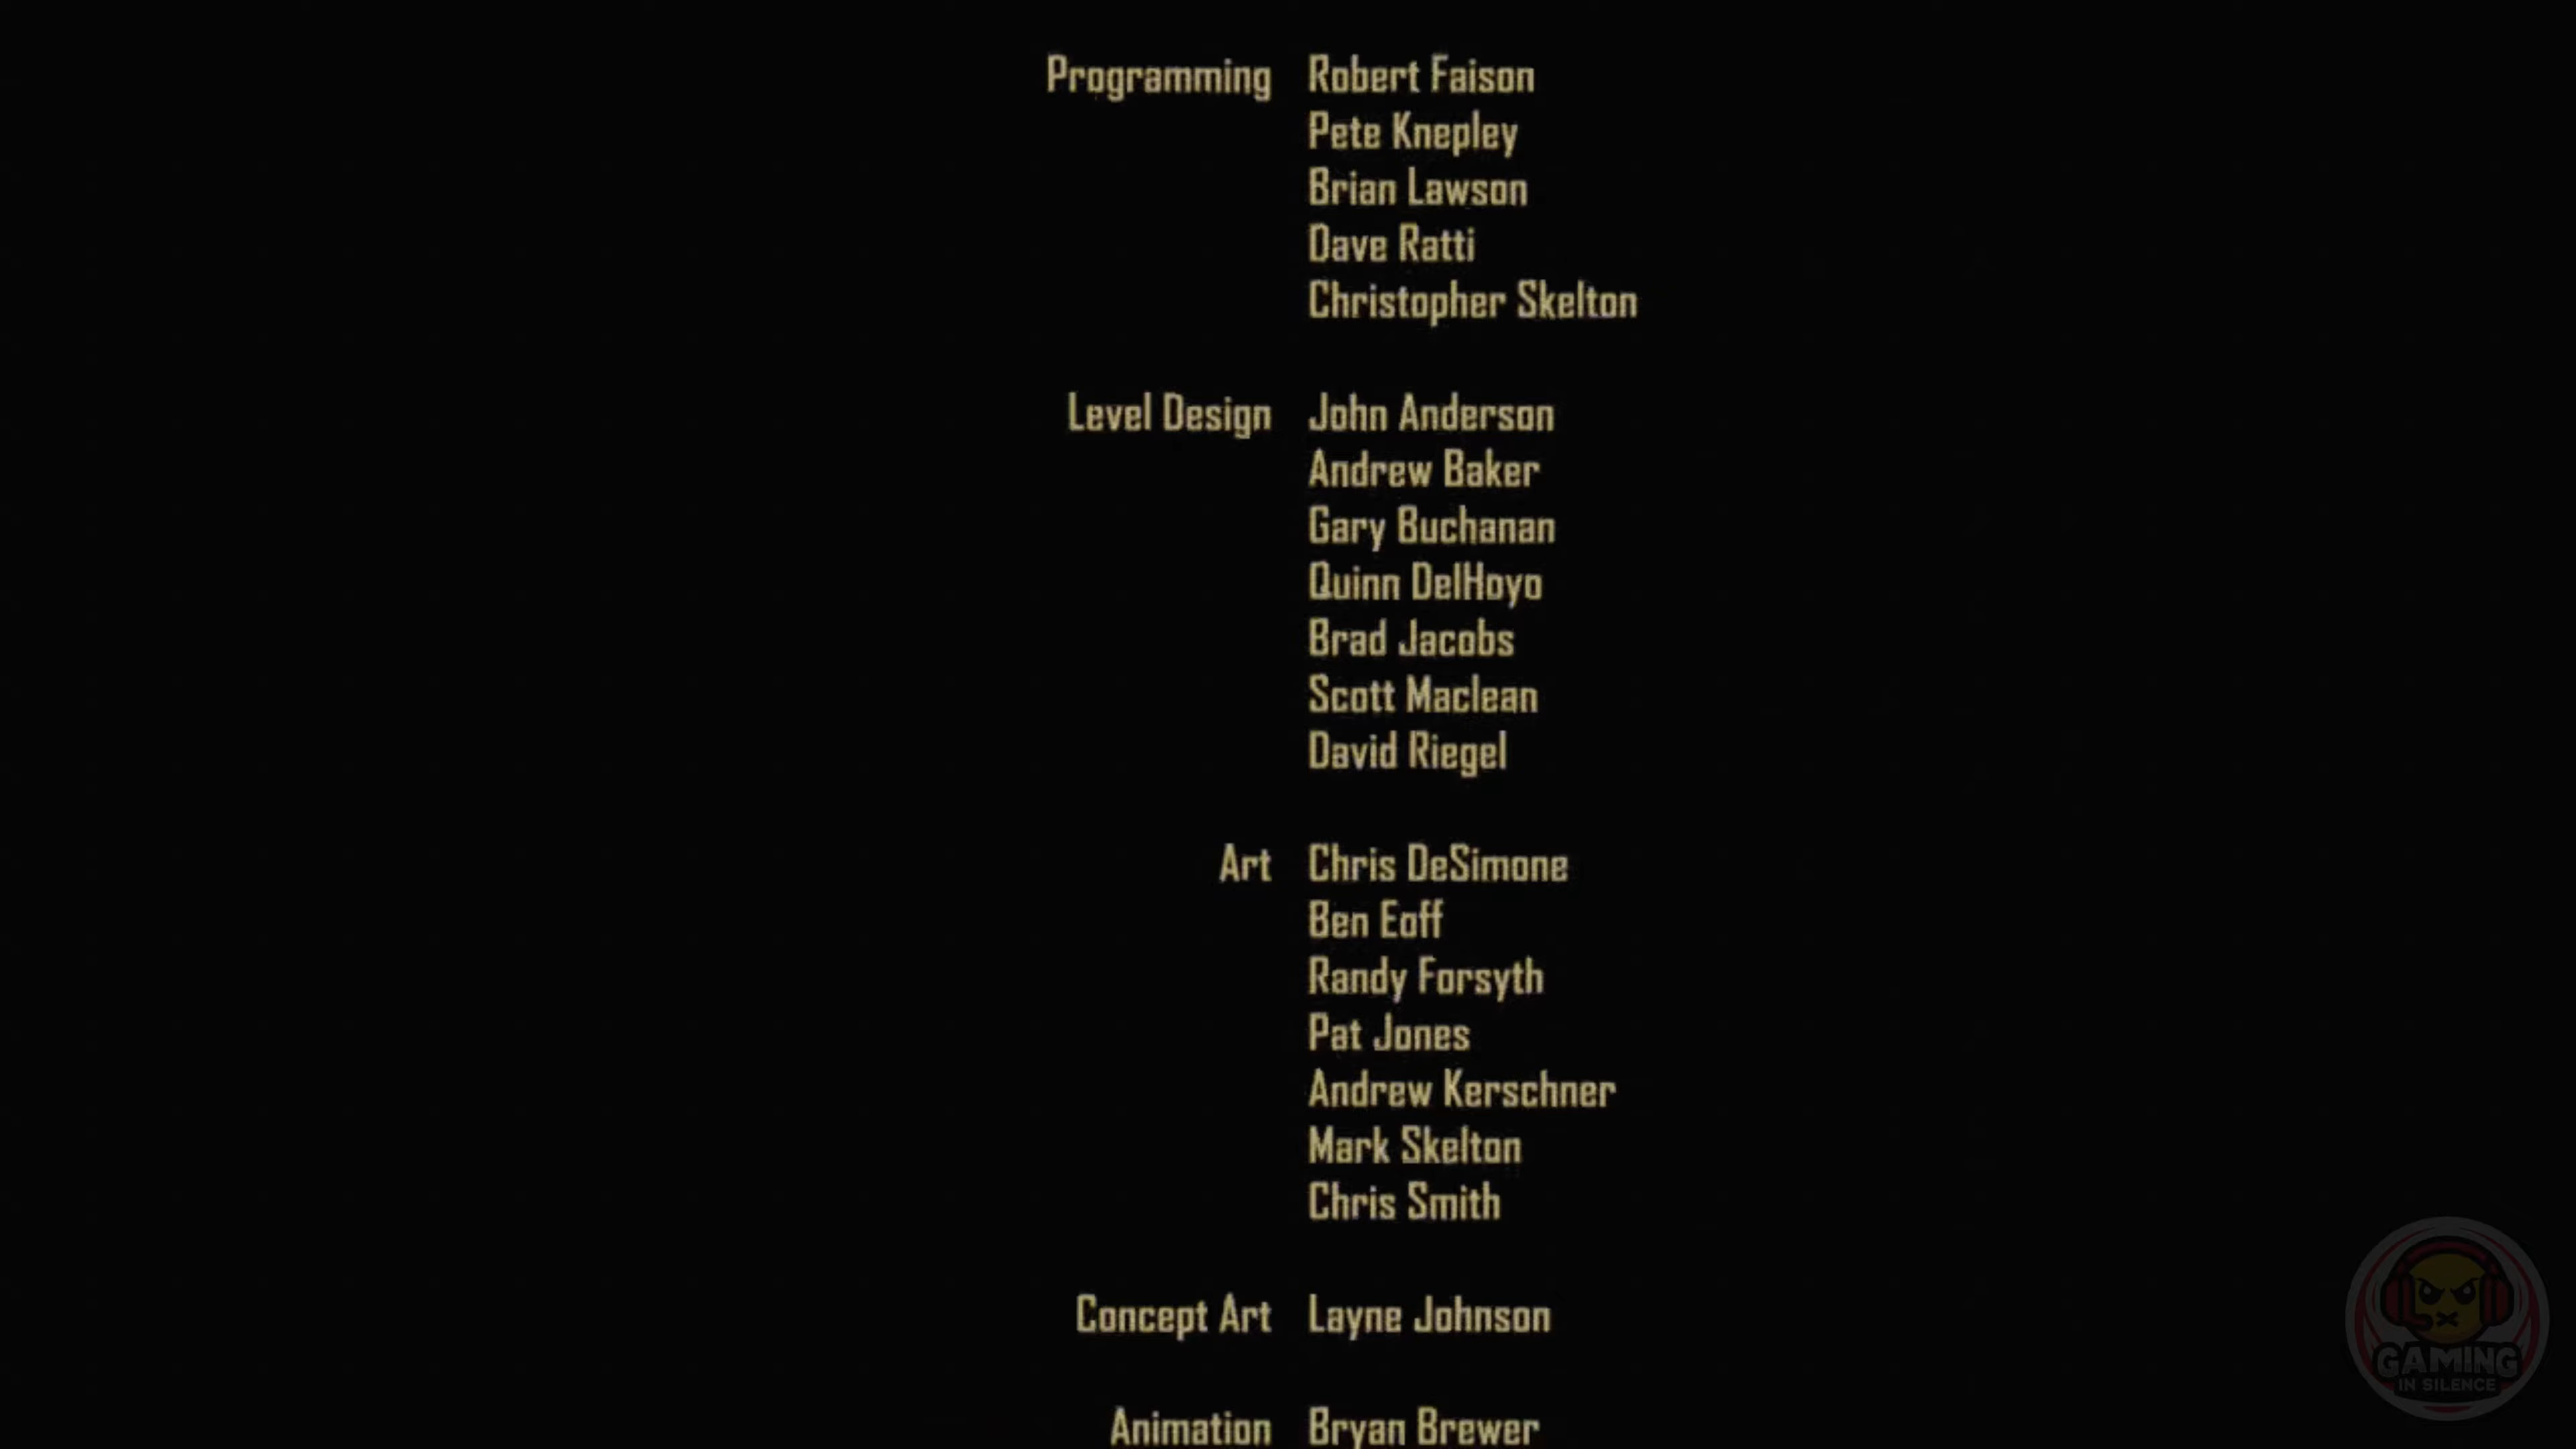 Programming Robert Faison
Pete Knepley
Brian Lawson
Dave Ratti
Christopher Skelton
Level Design John Anderson
Andrew Baker
Gary Buchanan
Quinn DelHoyo
Brad Jacobs
Scott Maclean
David Riegel
Art Chris DeSimone
Ben Eoff
Randy Forsyth
Pat Jones
Andrew Kerschner
Mark Skelton
Chris Smith
Concept Art Layne Johnson
Animation Bryan Brewer
GAMING
IN SILENCE